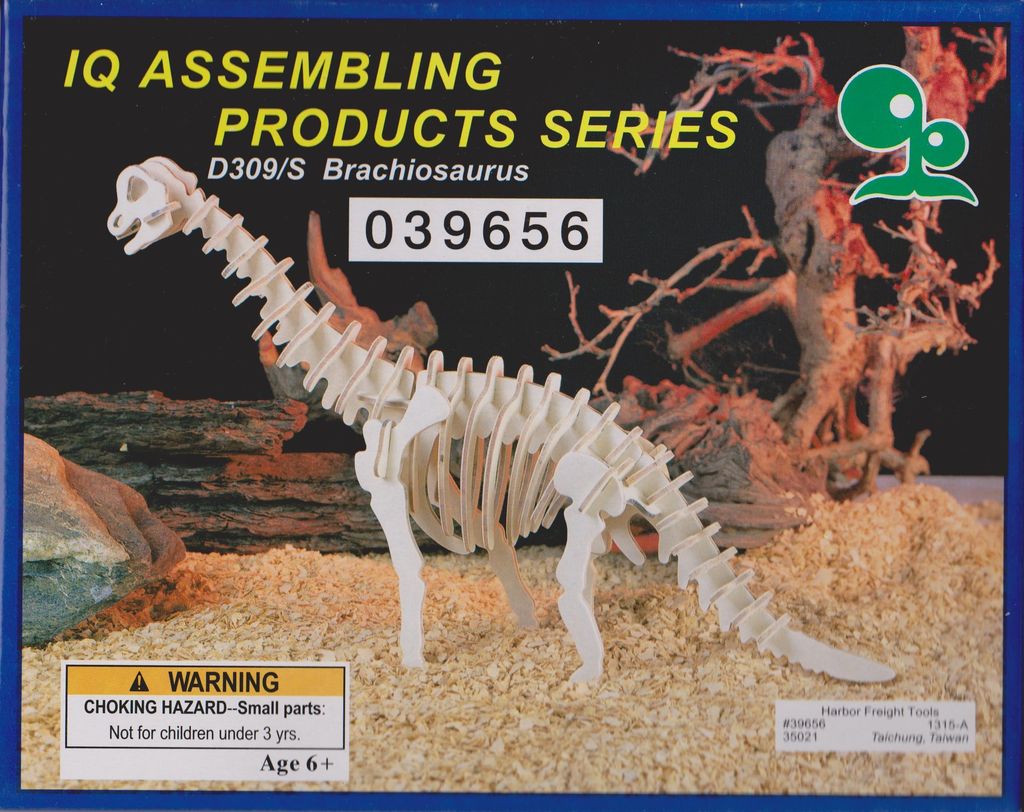 IQ ASSEMBLING
PRODUCTS SERIES
D309/S Brachiosaurus
039656
WARNING
CHOKING HAZARD--Small parts:
Not for children under 3 yrs.
Age 6+
Harbor Freight Tools
#39656 1315-A
35021 Taichung, Taiwan